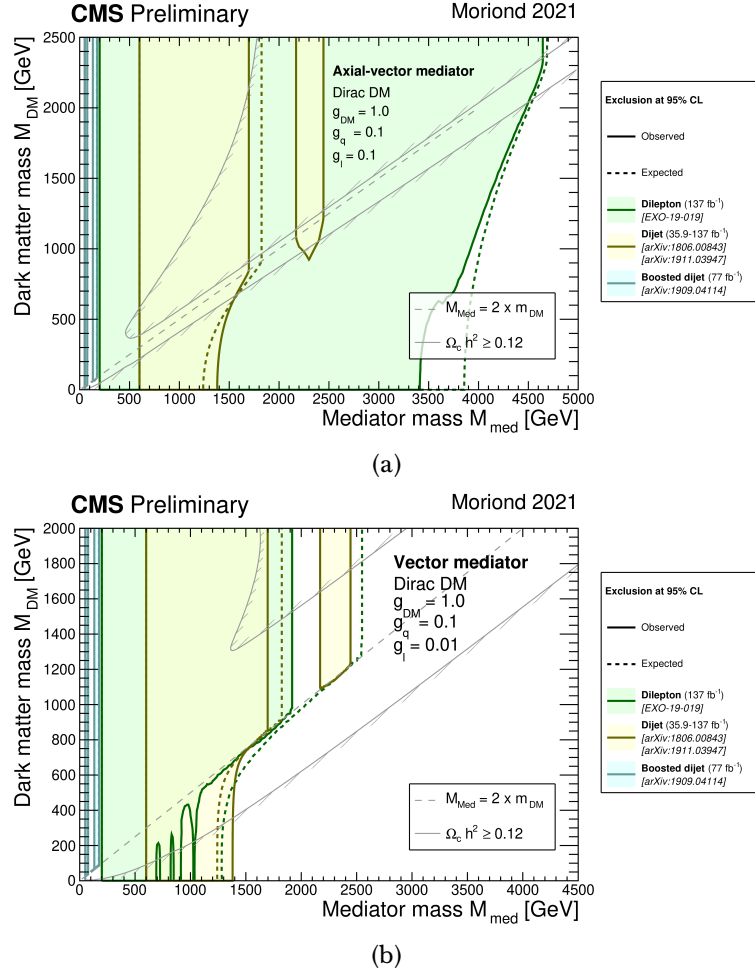 CMS Preliminary Moriond 2021
2500
2000
1500
1000
500
0
Dark matter mass M_DM [GeV]
Axial-vector mediator
Dirac DM
g_DM = 1.0
g_q = 0.1
g_l = 0.1
M_Med = 2 x m_DM
Ω_c h² ≥ 0.12
0 500 1000 1500 2000 2500 3000 3500 4000 4500 5000
Mediator mass M_med [GeV]
Exclusion at 95% CL
Observed
Expected
Dilepton (137 fb⁻¹)
[EXO-19-019]
Dijet (35.9-137 fb⁻¹)
[arXiv:1806.00843]
[arXiv:1911.03947]
Boosted dijet (77 fb⁻¹)
[arXiv:1909.04114]
(a)
CMS Preliminary Moriond 2021
2000
1800
1600
1400
1200
1000
800
600
400
200
0
Dark matter mass M_DM [GeV]
Vector mediator
Dirac DM
g_DM = 1.0
g_q = 0.1
g_l = 0.01
M_Med = 2 x m_DM
Ω_c h² ≥ 0.12
0 500 1000 1500 2000 2500 3000 3500 4000 4500
Mediator mass M_med [GeV]
Exclusion at 95% CL
Observed
Expected
Dilepton (137 fb⁻¹)
[EXO-19-019]
Dijet (35.9-137 fb⁻¹)
[arXiv:1806.00843]
[arXiv:1911.03947]
Boosted dijet (77 fb⁻¹)
[arXiv:1909.04114]
(b)